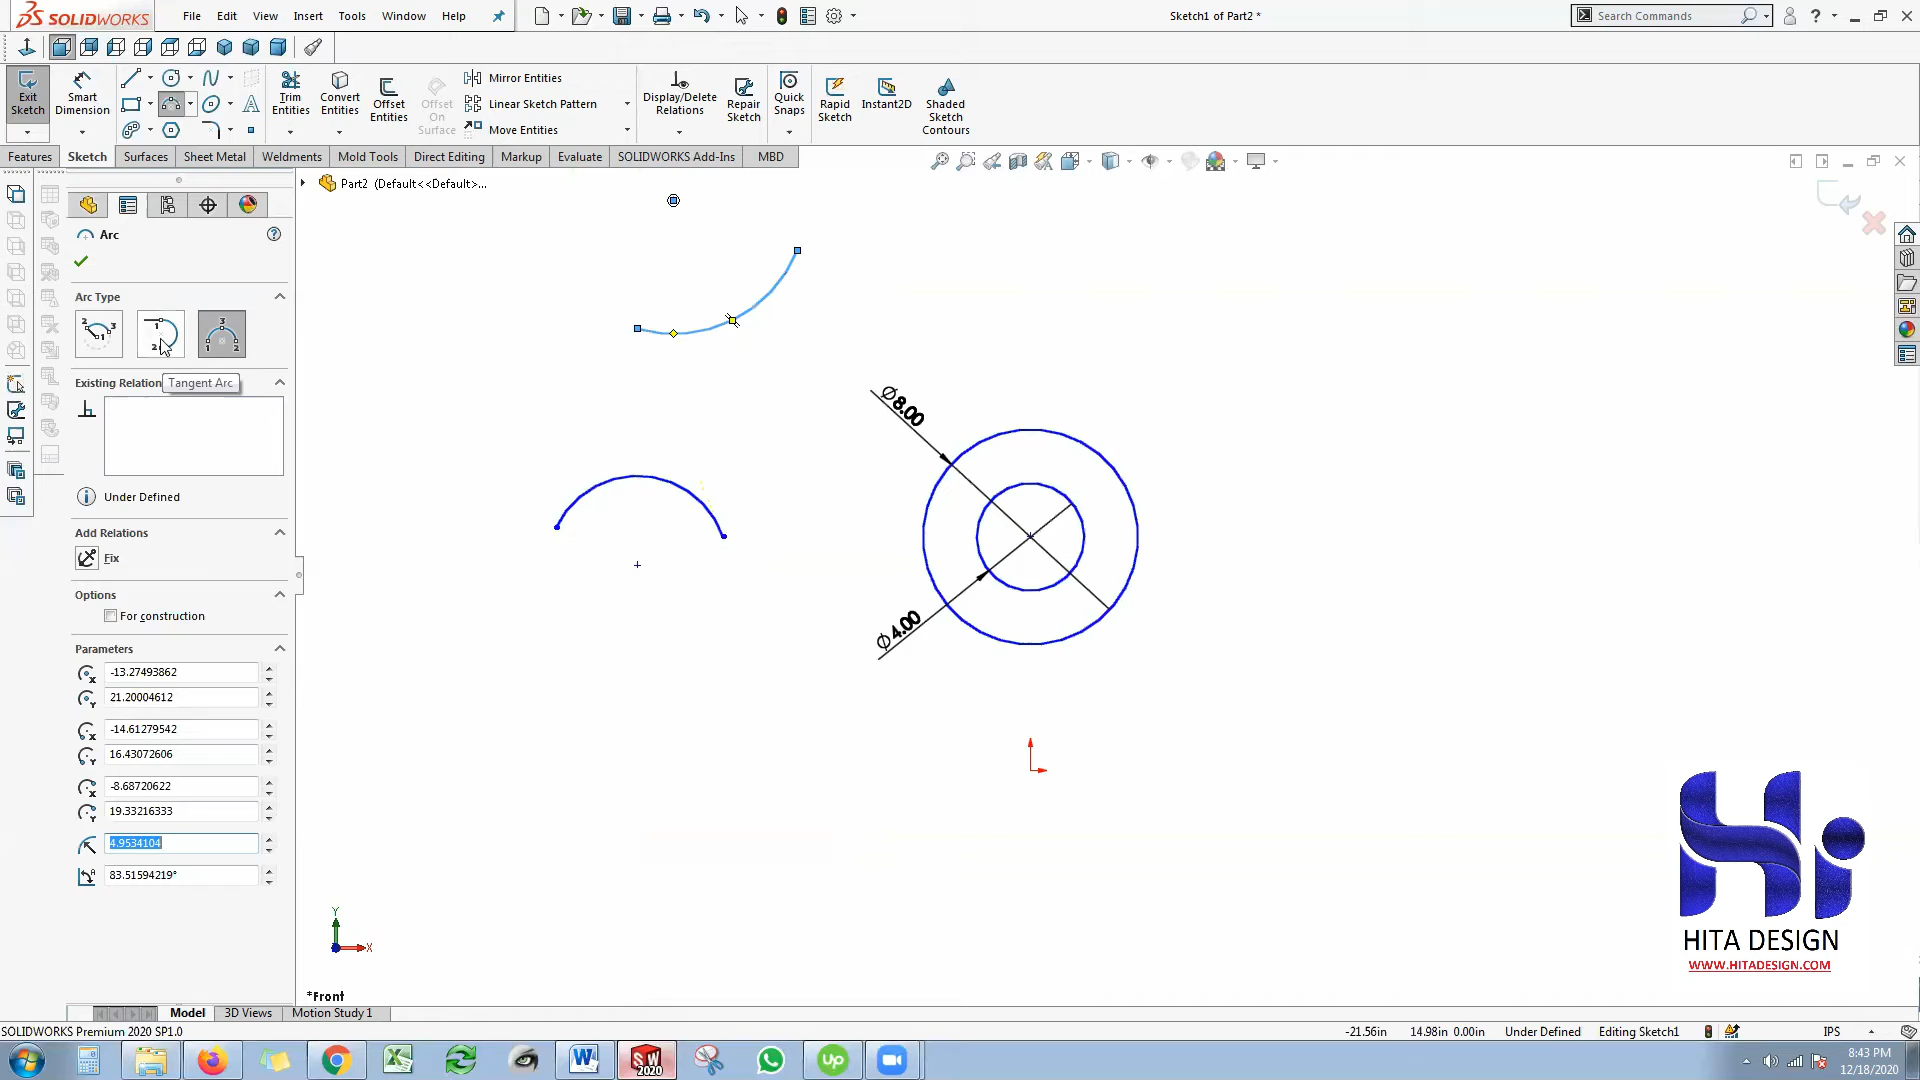 SOLIDWORKS
File Edit View Insert Tools Window Help
Sketch1 of Part2 *
Search Commands
Exit Sketch
Smart Dimension
Trim Entities
Convert Entities
Offset Entities
Offset On Surface
Mirror Entities
Linear Sketch Pattern
Move Entities
Display/Delete Relations
Repair Sketch
Quick Snaps
Rapid Sketch
Instant2D
Shaded Sketch Contours
Features Sketch Surfaces Sheet Metal Weldments Mold Tools Direct Editing Markup Evaluate SOLIDWORKS Add-Ins MBD
Part2 (Default<<Default>...
Arc
Arc Type
Existing Relation
Tangent Arc
Under Defined
Add Relations
Fix
Options
For construction
Parameters
-13.27493862
21.20004612
-14.61279542
16.43072606
-8.68720622
19.33216333
4.9534104
83.51594219°
Ø8.00
Ø4.00
Y
X
*Front
HITA DESIGN
WWW.HITADESIGN.COM
Model 3D Views Motion Study 1
SOLIDWORKS Premium 2020 SP1.0
-21.56in 14.98in 0.00in Under Defined Editing Sketch1 IPS
8:43 PM
12/18/2020